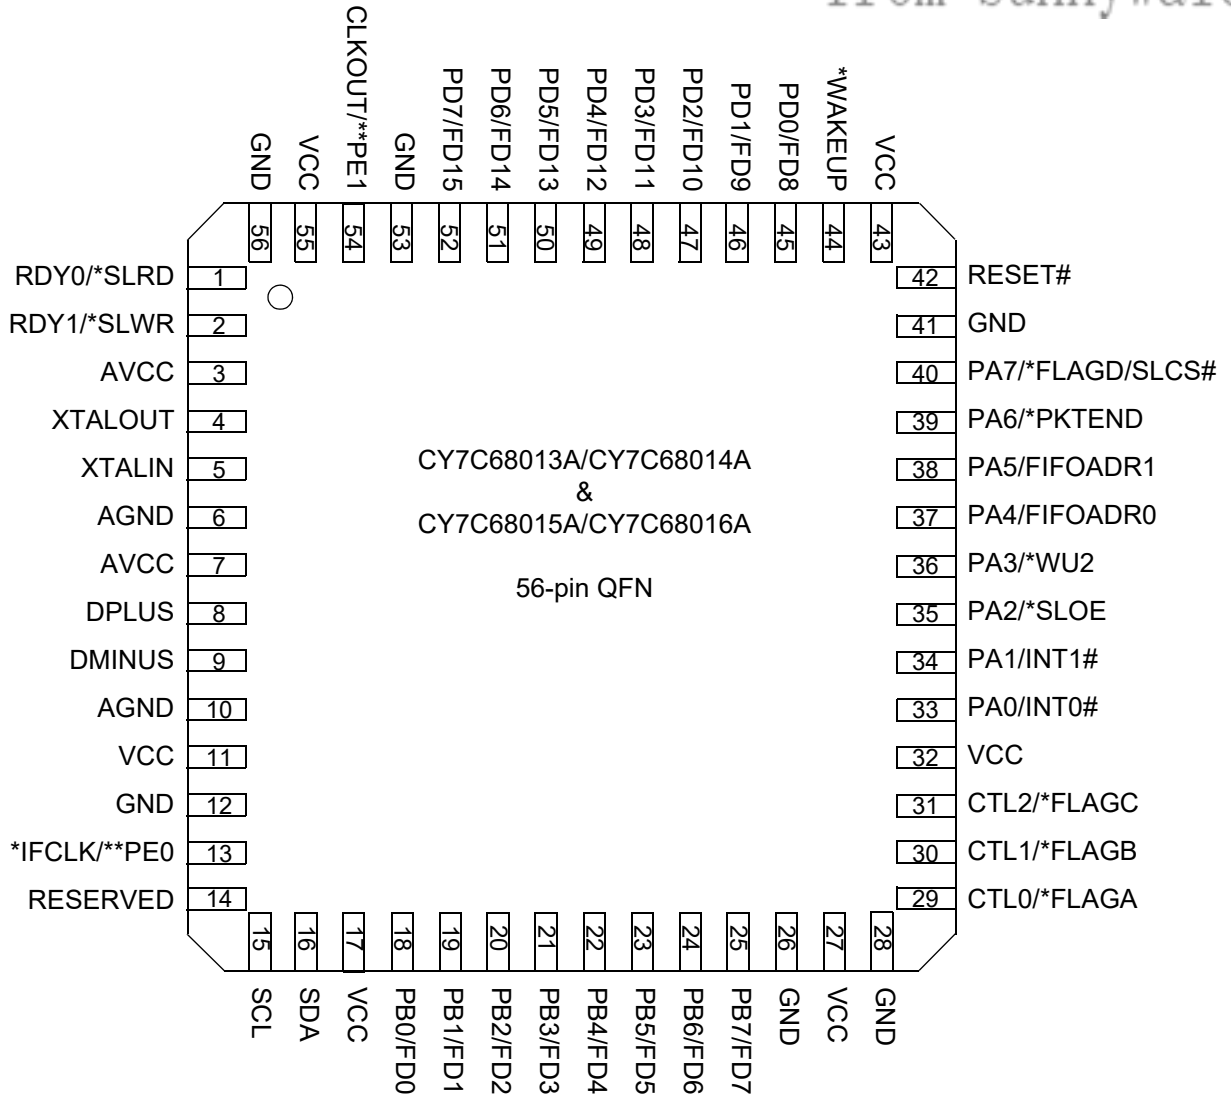 CLKOUT/**PE1
GND
VCC
GND
PD7/FD15
PD6/FD14
PD5/FD13
PD4/FD12
PD3/FD11
PD2/FD10
PD1/FD9
PD0/FD8
*WAKEUP
VCC
56
55
54
53
52
51
50
49
48
47
46
45
44
43
RDY0/*SLRD 1
RDY1/*SLWR 2
AVCC 3
XTALOUT 4
XTALIN 5
AGND 6
AVCC 7
DPLUS 8
DMINUS 9
AGND 10
VCC 11
GND 12
*IFCLK/**PE0 13
RESERVED 14
CY7C68013A/CY7C68014A
&
CY7C68015A/CY7C68016A
56-pin QFN
42 RESET#
41 GND
40 PA7/*FLAGD/SLCS#
39 PA6/*PKTEND
38 PA5/FIFOADR1
37 PA4/FIFOADR0
36 PA3/*WU2
35 PA2/*SLOE
34 PA1/INT1#
33 PA0/INT0#
32 VCC
31 CTL2/*FLAGC
30 CTL1/*FLAGB
29 CTL0/*FLAGA
15
16
17
18
19
20
21
22
23
24
25
26
27
28
SCL
SDA
VCC
PB0/FD0
PB1/FD1
PB2/FD2
PB3/FD3
PB4/FD4
PB5/FD5
PB6/FD6
PB7/FD7
GND
VCC
GND